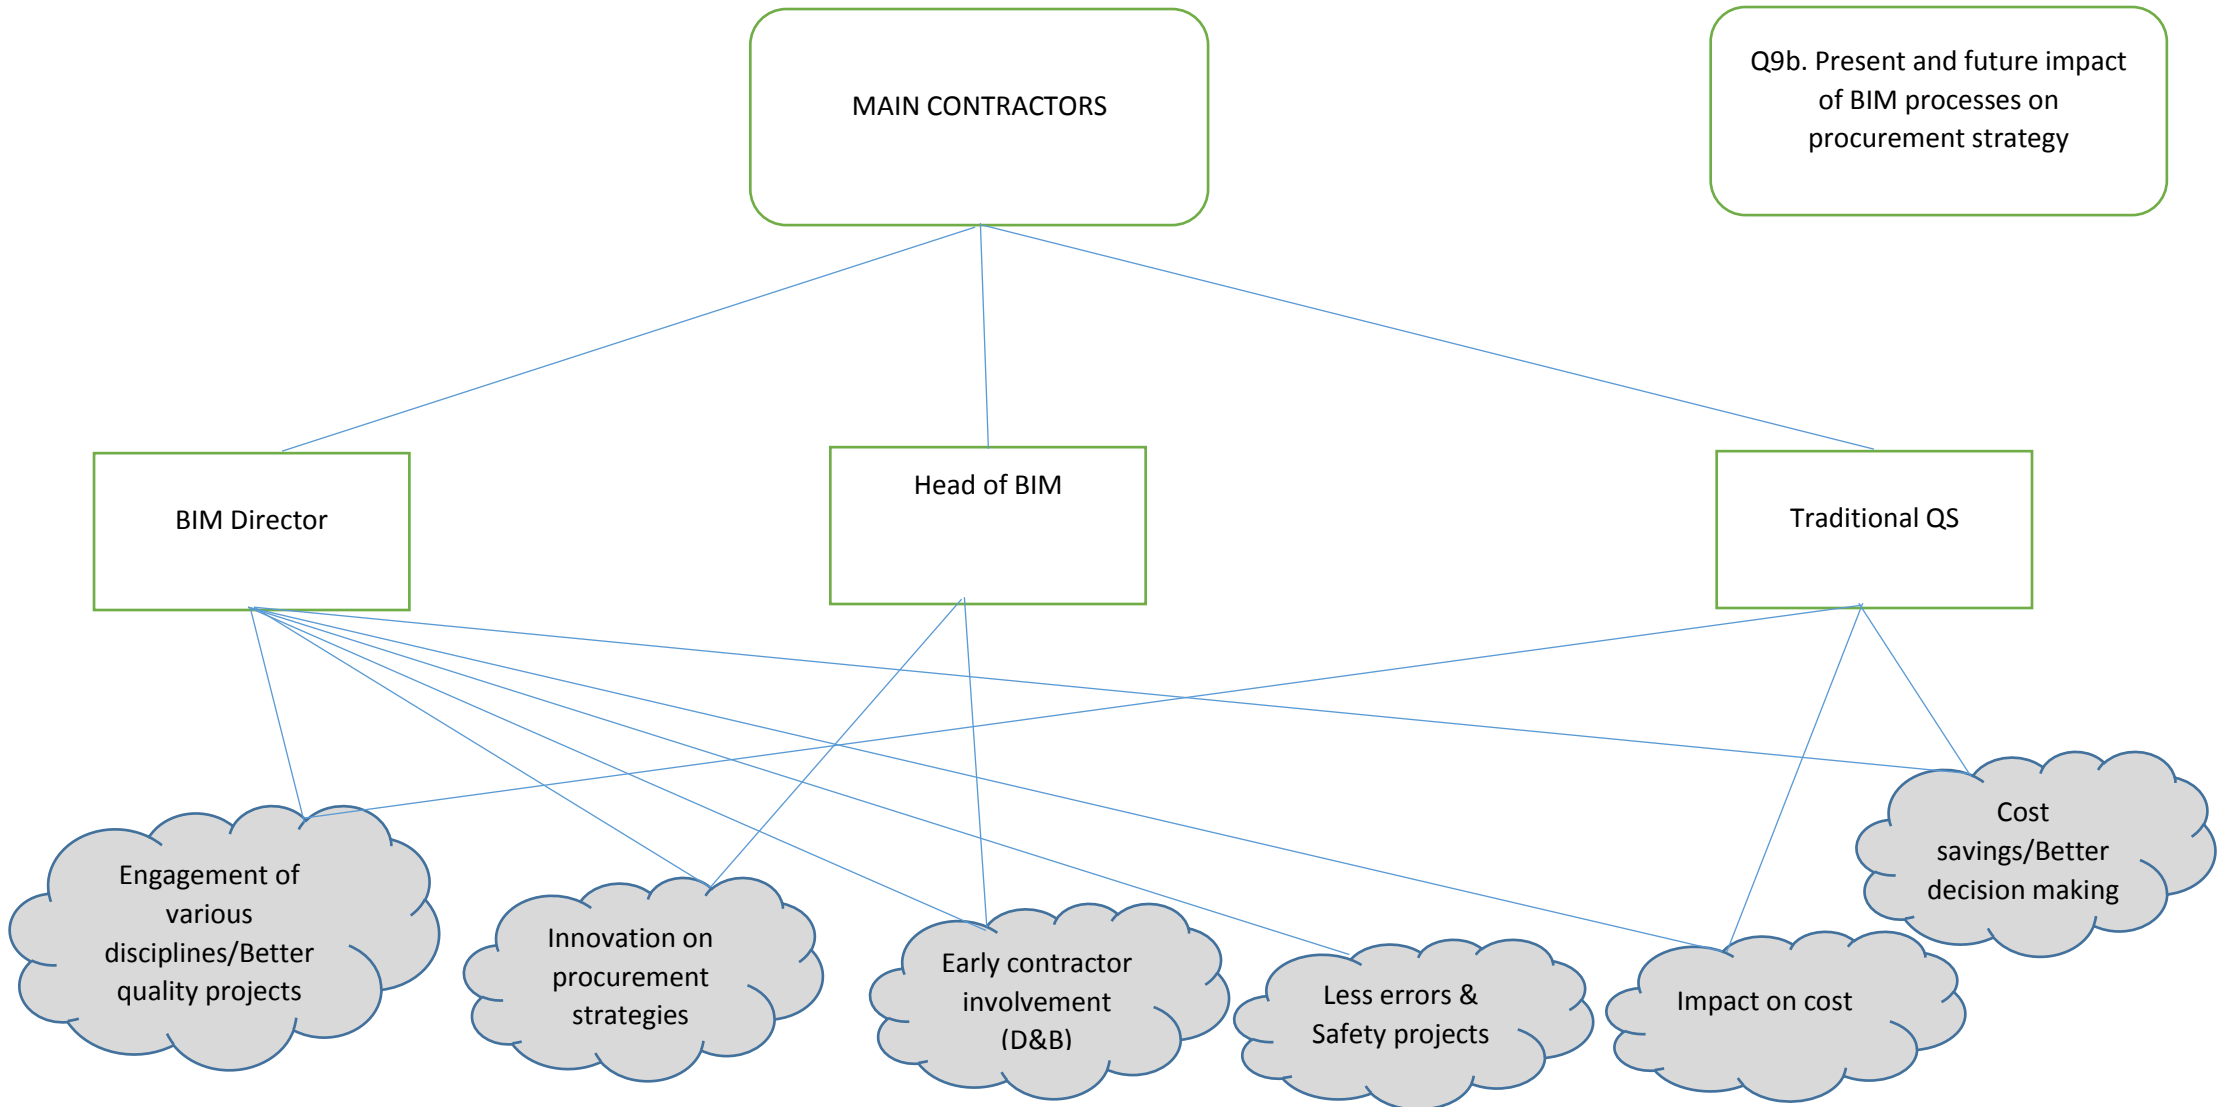 MAIN CONTRACTORS
Q9b. Present and future impact
of BIM processes on
procurement strategy
BIM Director
Head of BIM
Traditional QS
Engagement of
various
disciplines/Better
quality projects
Innovation on
procurement
strategies
Early contractor
involvement
(D&B)
Less errors &
Safety projects
Impact on cost
Cost
savings/Better
decision making